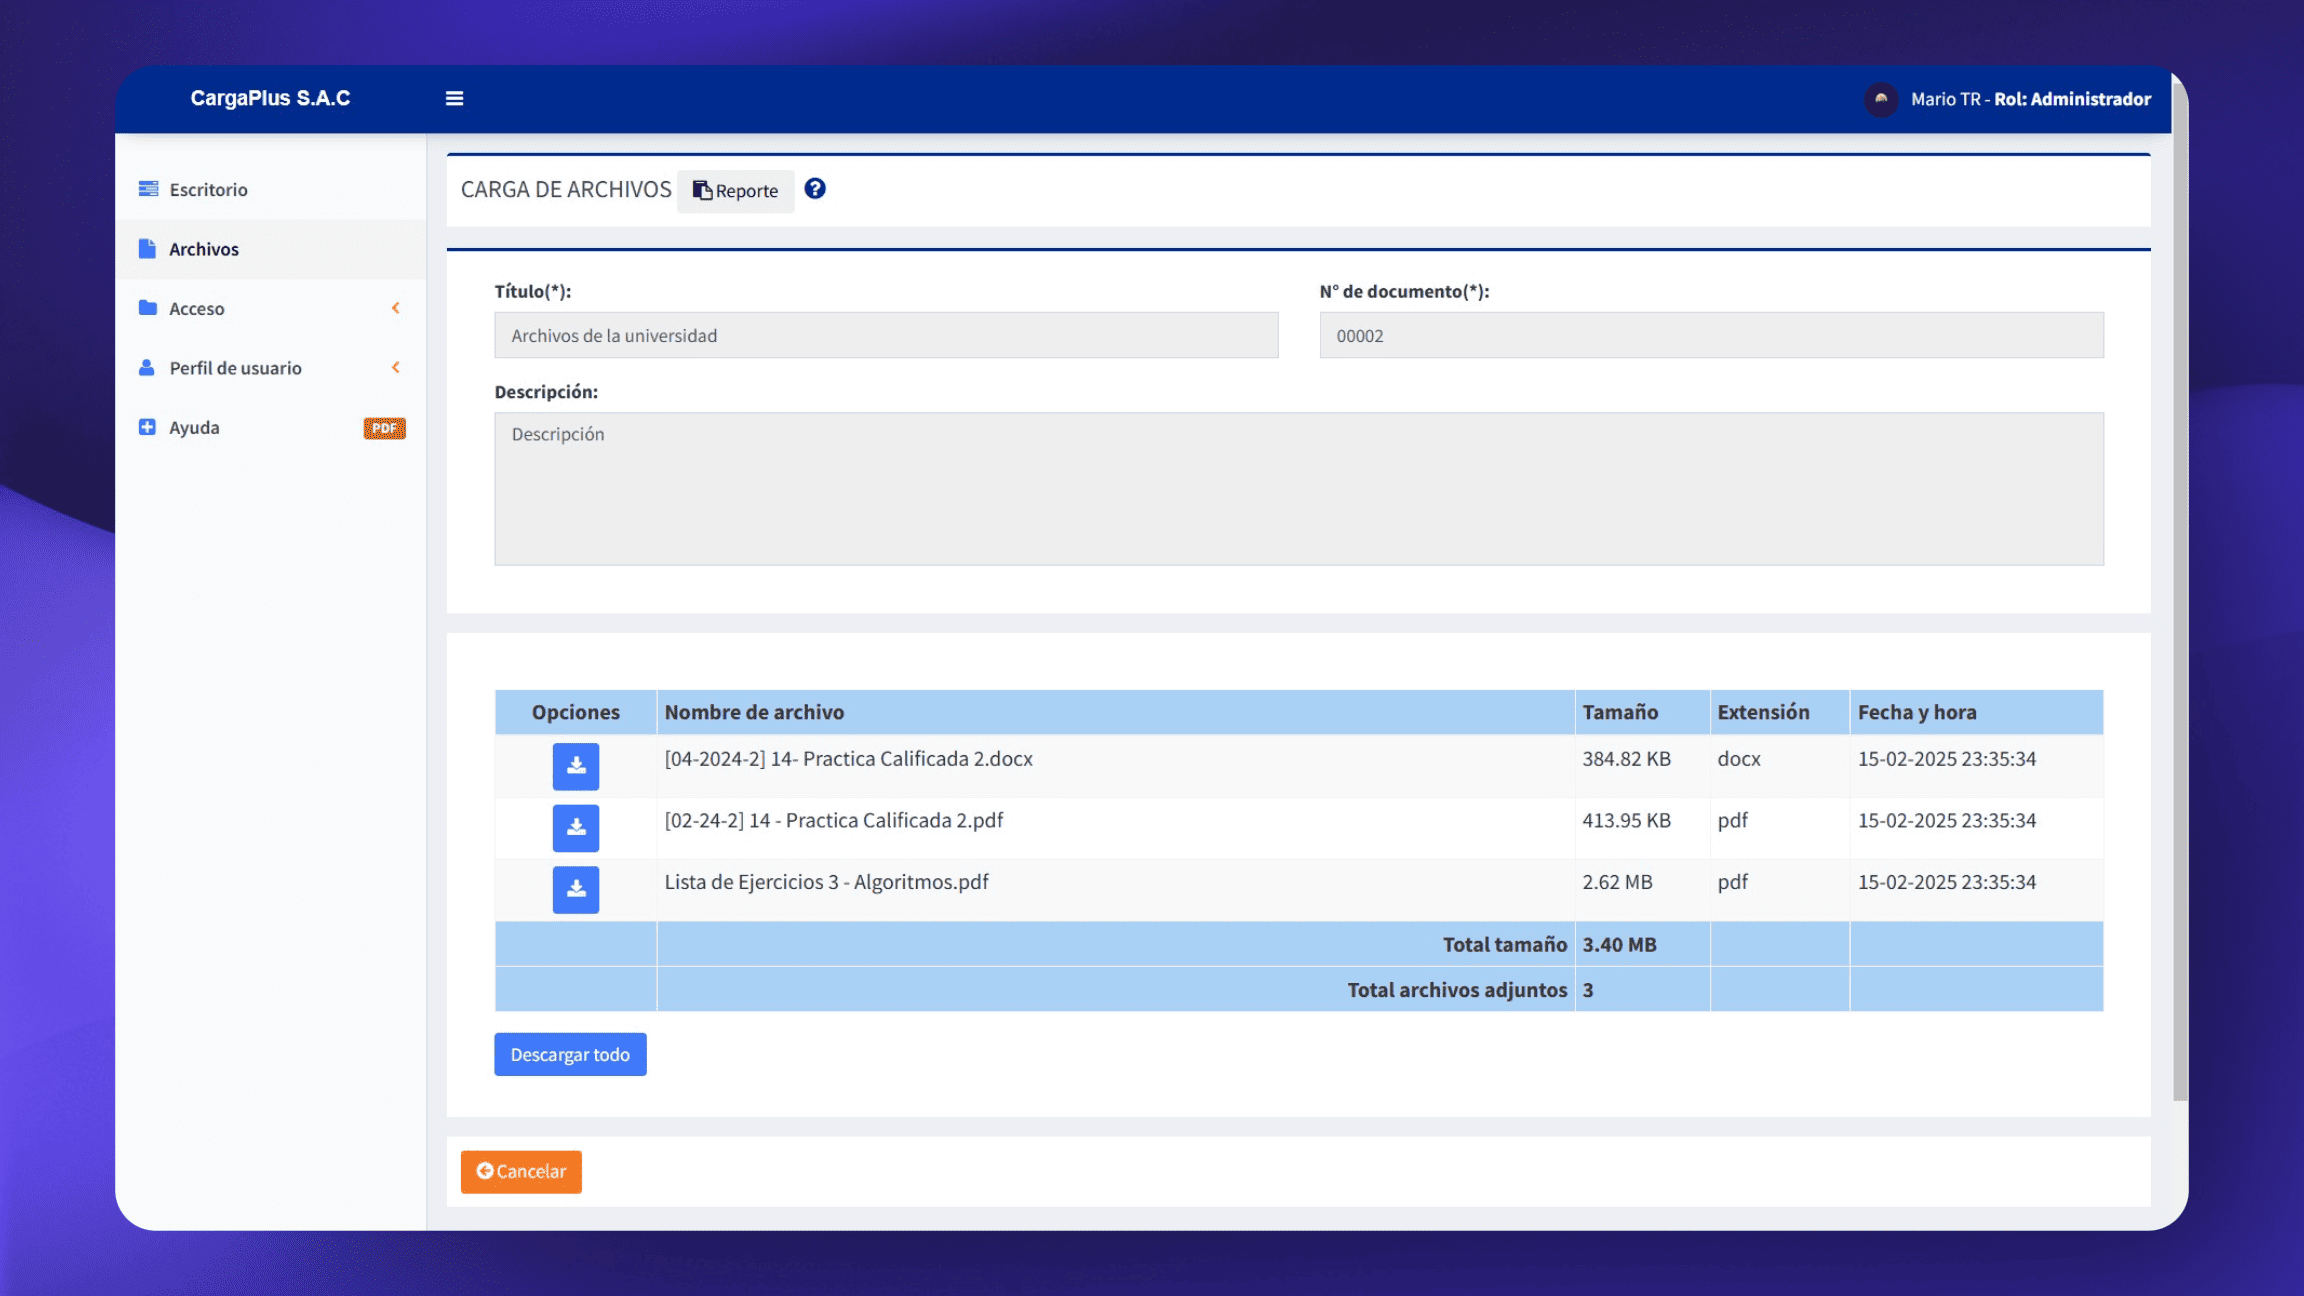 CargaPlus S.A.C
Mario TR - Rol: Administrador
Escritorio
Archivos
Acceso
Perfil de usuario
Ayuda PDF
CARGA DE ARCHIVOS Reporte
Título(*):
Archivos de la universidad
N° de documento(*):
00002
Descripción:
Descripción
Opciones Nombre de archivo Tamaño Extensión Fecha y hora
[04-2024-2] 14- Practica Calificada 2.docx 384.82 KB docx 15-02-2025 23:35:34
[02-24-2] 14 - Practica Calificada 2.pdf 413.95 KB pdf 15-02-2025 23:35:34
Lista de Ejercicios 3 - Algoritmos.pdf 2.62 MB pdf 15-02-2025 23:35:34
Total tamaño 3.40 MB
Total archivos adjuntos 3
Descargar todo
Cancelar